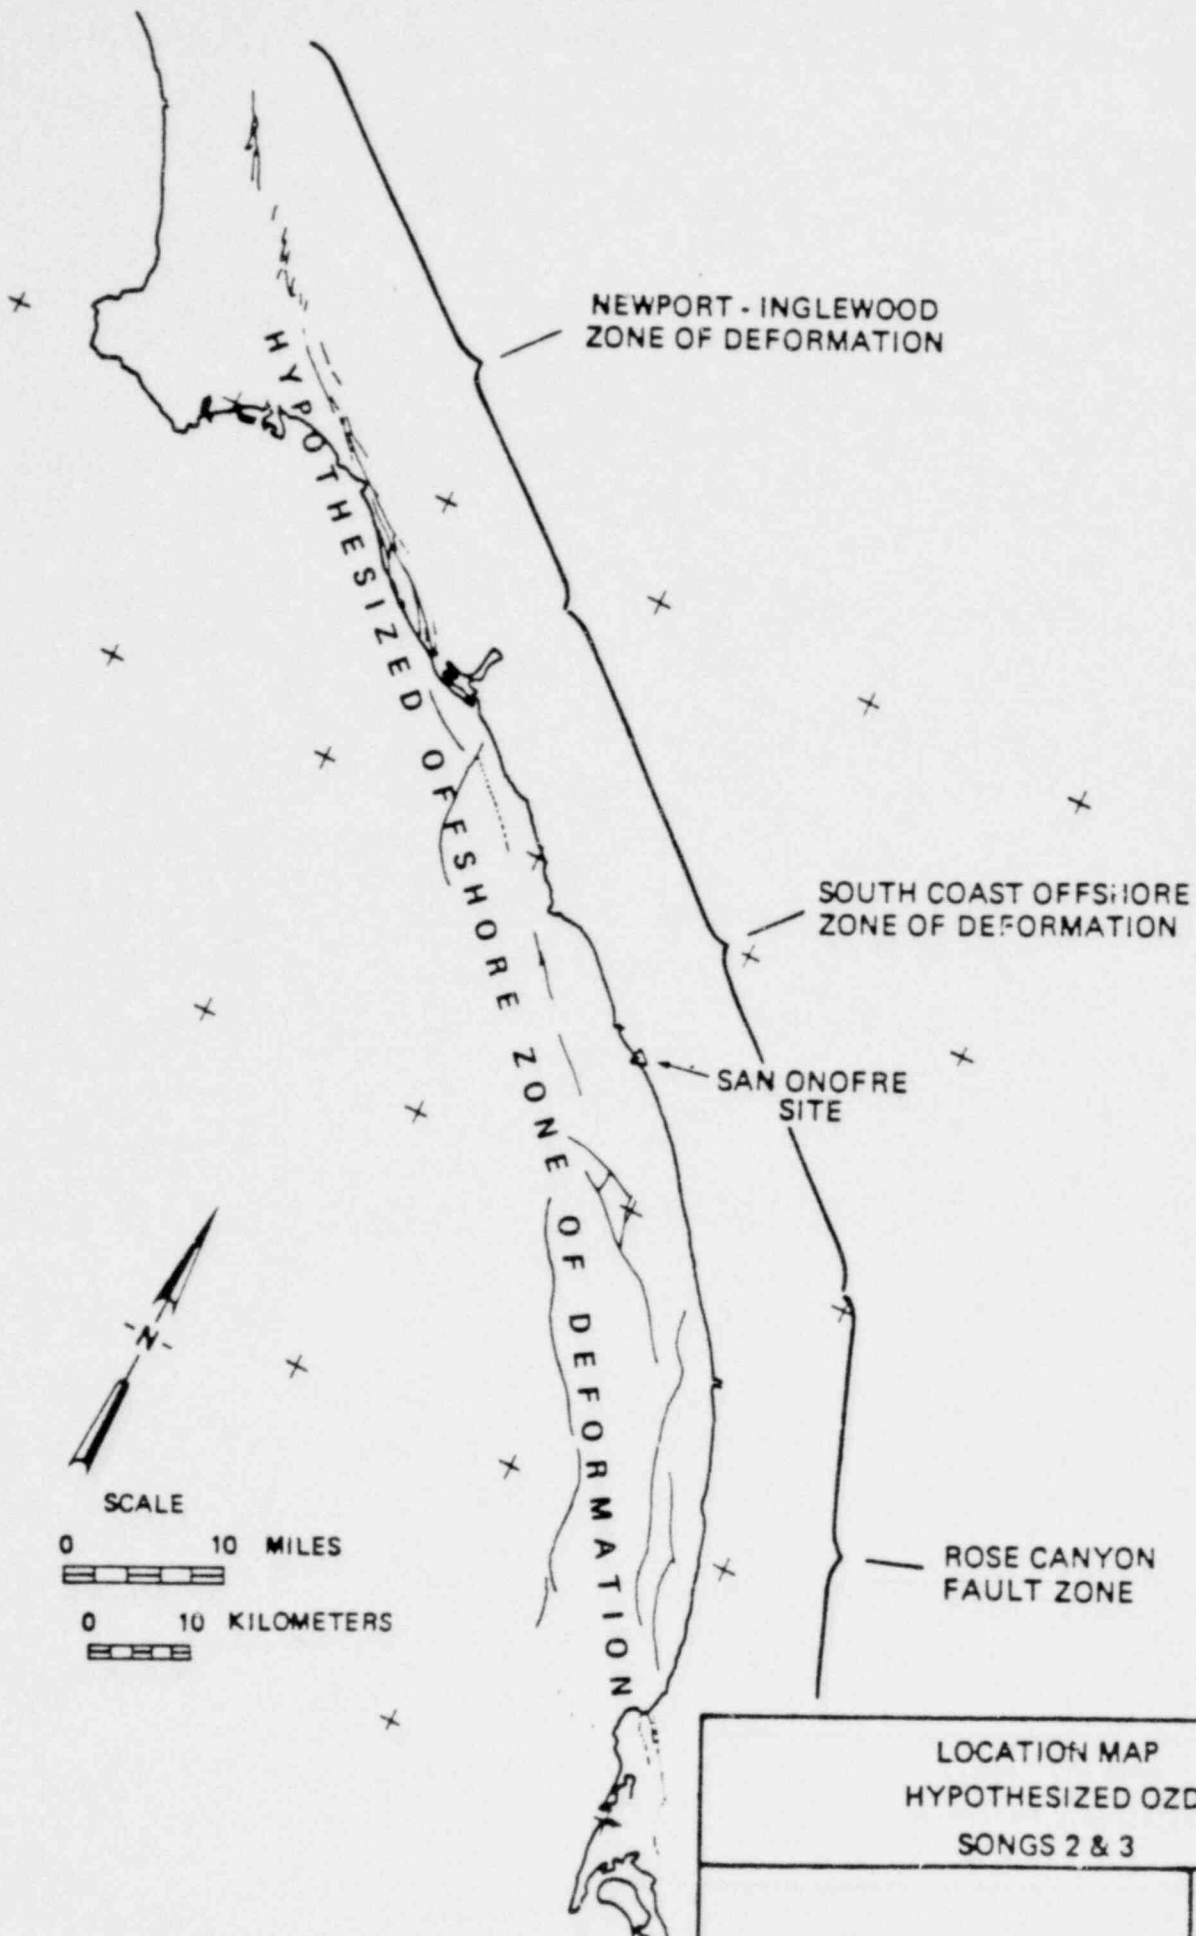 NEWPORT - INGLEWOOD
ZONE OF DEFORMATION
HYPOTHESIZED OFFSHORE ZONE OF DEFORMATION
SOUTH COAST OFFSHORE
ZONE OF DEFORMATION
SAN ONOFRE
SITE
N
SCALE
0 10 MILES
0 10 KILOMETERS
ROSE CANYON
FAULT ZONE
LOCATION MAP
HYPOTHESIZED OZD
SONGS 2 & 3